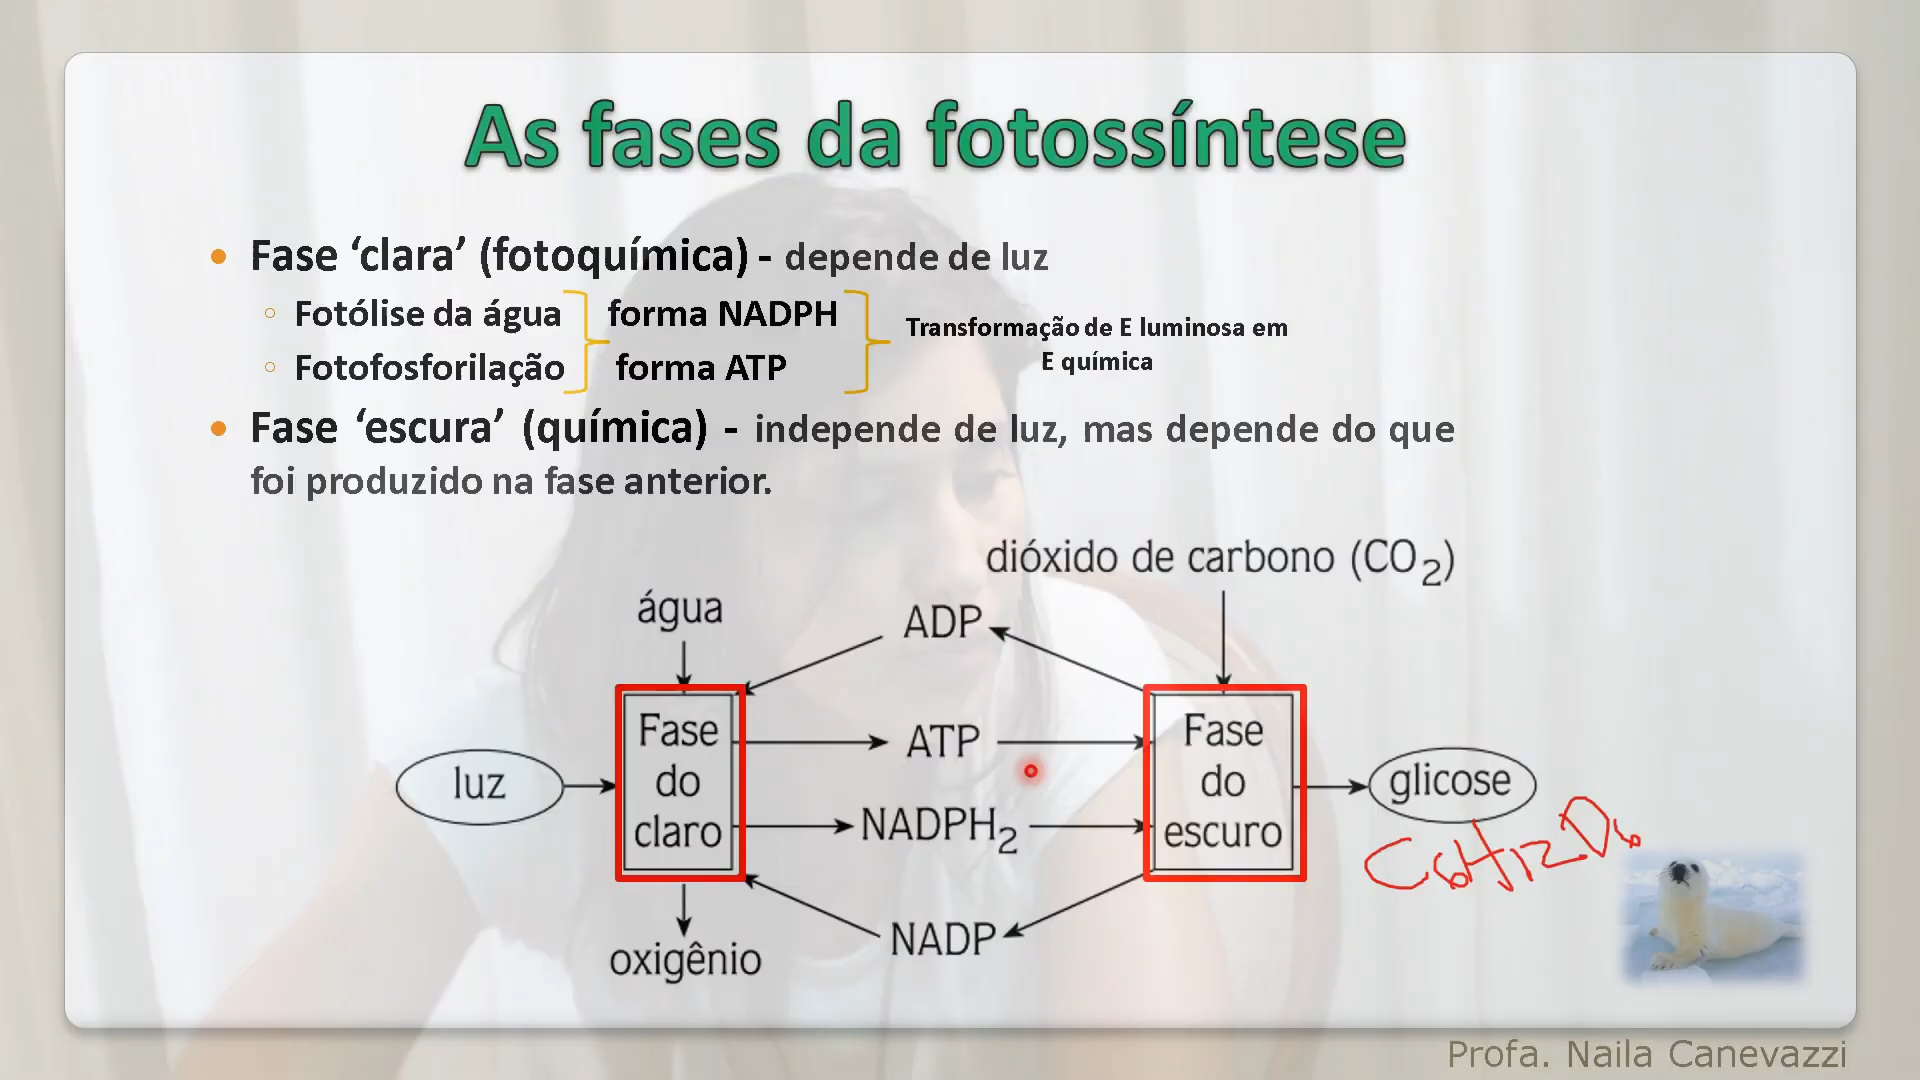 As fases da fotossíntese
Fase ‘clara’ (fotoquímica) - depende de luz
Fotólise da água forma NADPH
Fotofosforilação forma ATP
Transformação de E luminosa em
E química
Fase ‘escura’ (química) - independe de luz, mas depende do que
foi produzido na fase anterior.
dióxido de carbono (CO2)
água
ADP
Fase
do
claro
luz
ATP
NADPH2
Fase
do
escuro
glicose
C6H12O6
NADP
oxigênio
Profa. Naila Canevazzi